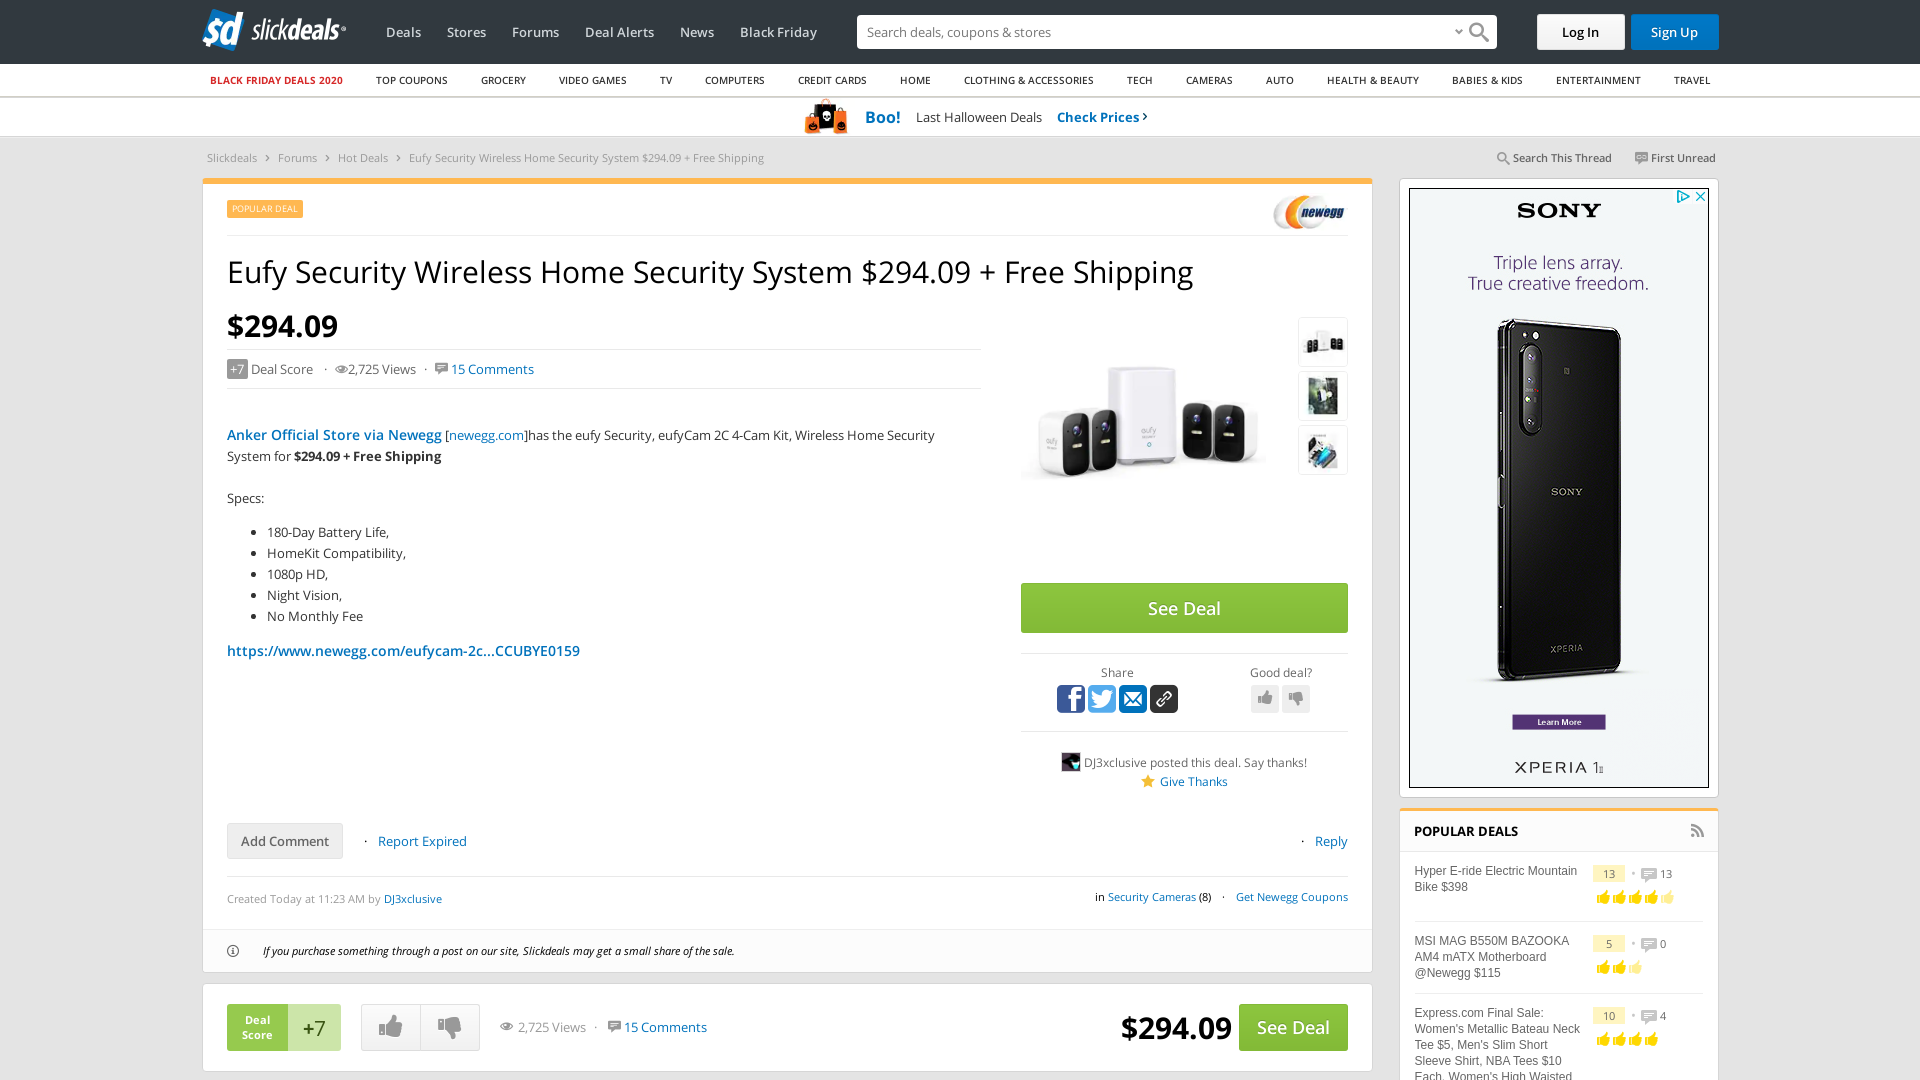 sd slickdeals
Deals
Stores
Forums
Deal Alerts
News
Black Friday
Search deals, coupons & stores
Log In
Sign Up
BLACK FRIDAY DEALS 2020
TOP COUPONS
GROCERY
VIDEO GAMES
TV
COMPUTERS
CREDIT CARDS
HOME
CLOTHING & ACCESSORIES
TECH
CAMERAS
AUTO
HEALTH & BEAUTY
BABIES & KIDS
ENTERTAINMENT
TRAVEL
Boo! Last Halloween Deals Check Prices
Slickdeals > Forums > Hot Deals > Eufy Security Wireless Home Security System $294.09 + Free Shipping
Search This Thread
First Unread
POPULAR DEAL
newegg
Eufy Security Wireless Home Security System $294.09 + Free Shipping
$294.09
+7 Deal Score · 2,725 Views · 15 Comments
Anker Official Store via Newegg [newegg.com]has the eufy Security, eufyCam 2C 4-Cam Kit, Wireless Home Security
System for $294.09 + Free Shipping
Specs:
• 180-Day Battery Life,
• HomeKit Compatibility,
• 1080p HD,
• Night Vision,
• No Monthly Fee
https://www.newegg.com/eufycam-2c...CCUBYE0159
eufy
See Deal
Share
Good deal?
DJ3xclusive posted this deal. Say thanks!
Give Thanks
Add Comment
· Report Expired
· Reply
Created Today at 11:23 AM by DJ3xclusive
in Security Cameras (8) · Get Newegg Coupons
If you purchase something through a post on our site, Slickdeals may get a small share of the sale.
Deal
Score
+7
2,725 Views · 15 Comments
$294.09
See Deal
SONY
Triple lens array.
True creative freedom.
SONY
XPERIA
Learn More
XPERIA 1 II
POPULAR DEALS
Hyper E-ride Electric Mountain
Bike $398
13 • 13
MSI MAG B550M BAZOOKA
AM4 mATX Motherboard
@Newegg $115
5 • 0
Express.com Final Sale:
Women's Metallic Bateau Neck
Tee $5, Men's Slim Short
Sleeve Shirt, NBA Tees $10
Each, Women's High Waisted
10 • 4